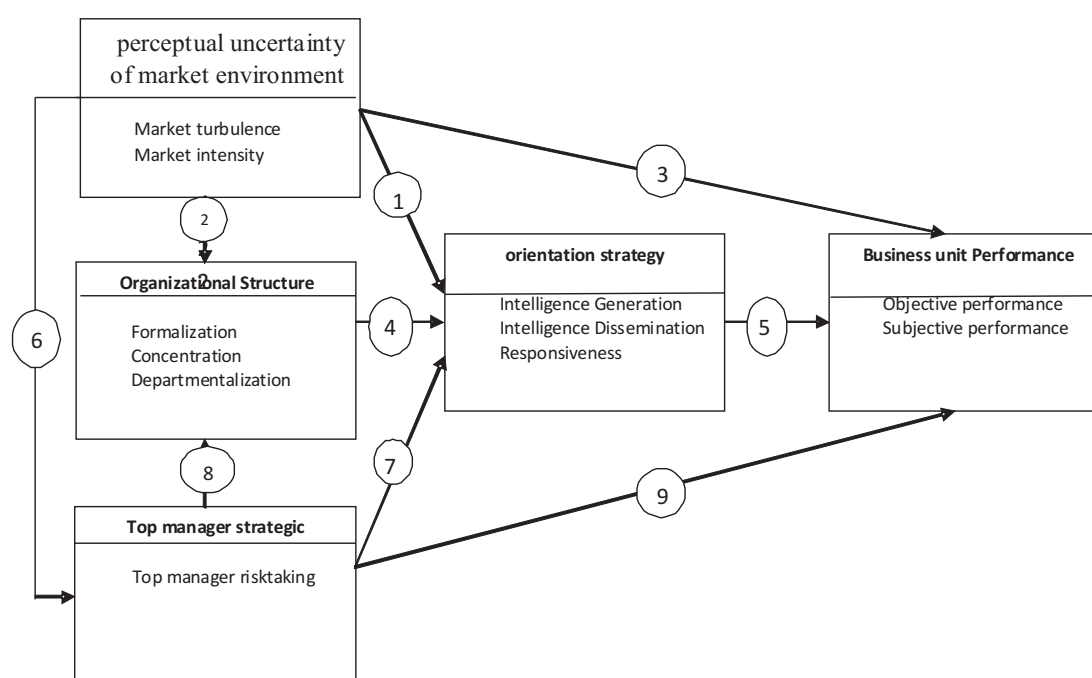 perceptual uncertainty
of market environment
Market turbulence
Market intensity
3
1
2
2
Organizational Structure
Formalization
Concentration
Departmentalization
orientation strategy
Intelligence Generation
Intelligence Dissemination
Responsiveness
Business unit Performance
Objective performance
Subjective performance
6
4
5
8
7
9
Top manager strategic
Top manager risktaking